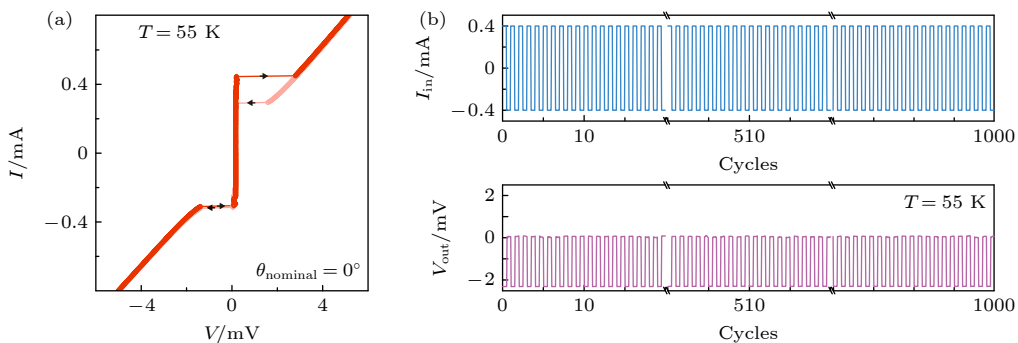 (a)
T = 55 K
I/mA
0.4
0
−0.4
θnominal = 0°
−4
0
4
V/mV
(b)
Iin/mA
0.4
0
−0.4
0
10
510
1000
Cycles
Vout/mV
2
0
−2
T = 55 K
0
10
510
1000
Cycles